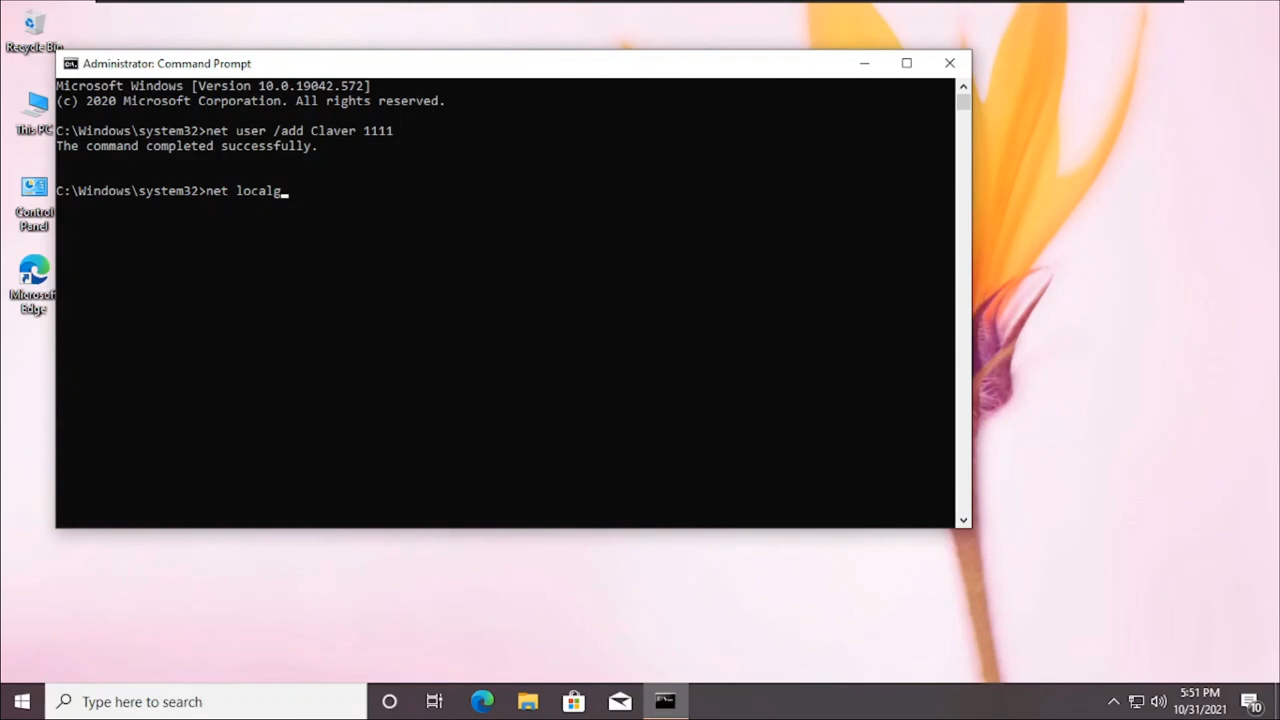 Recycle Bin
This PC
Control
Panel
Microsoft
Edge
Administrator: Command Prompt
Microsoft Windows [Version 10.0.19042.572]
(c) 2020 Microsoft Corporation. All rights reserved.
C:\Windows\system32>net user /add Claver 1111
The command completed successfully.
C:\Windows\system32>net localg
Type here to search
5:51 PM
10/31/2021
10